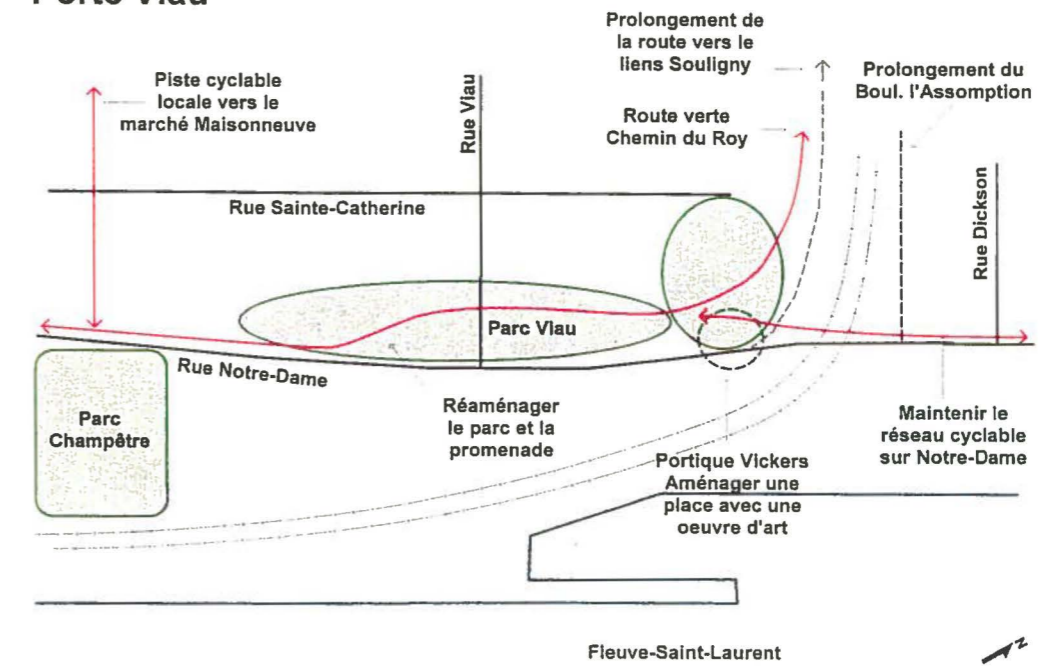 Prolongement de
la route vers le
liens Souligny
Piste cyclable
locale vers le
marché Maisonneuve
Rue Viau
Prolongement du
Boul. l'Assomption
Route verte
Chemin du Roy
Rue Sainte-Catherine
Rue Dickson
Parc Viau
Rue Notre-Dame
Parc
Champêtre
Réaménager
le parc et la
promenade
Maintenir le
réseau cyclable
sur Notre-Dame
Portique Vickers
Aménager une
place avec une
oeuvre d'art
Fleuve-Saint-Laurent
N